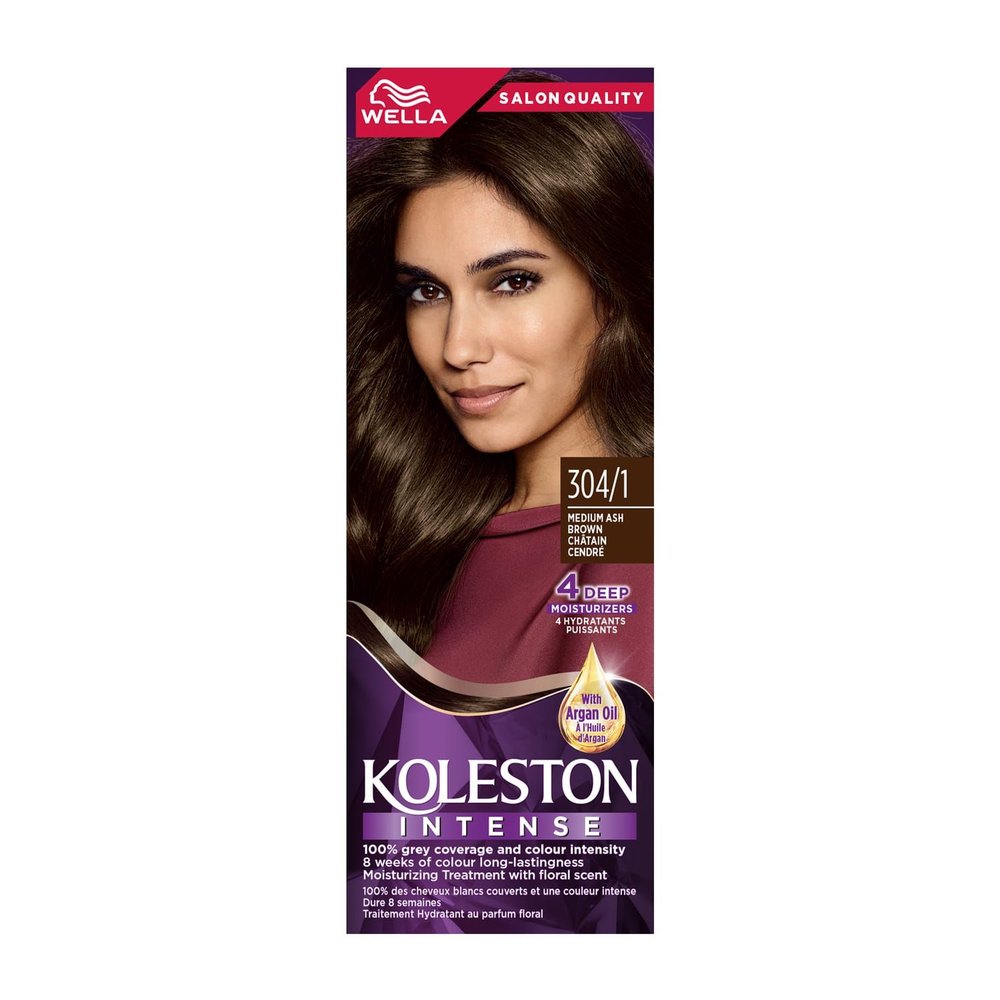 WELLA
SALON QUALITY
304/1
MEDIUM ASH
BROWN
CHÂTAIN
CENDRÉ
4 DEEP
MOISTURIZERS
4 HYDRATANTS
PUISSANTS
With
Argan Oil
À l'Huile
d'Argan
KOLESTON
INTENSE
100% grey coverage and colour intensity
8 weeks of colour long-lastingness
Moisturizing Treatment with floral scent
100% des cheveux blancs couverts et une couleur intense
Dure 8 semaines
Traitement Hydratant au parfum floral